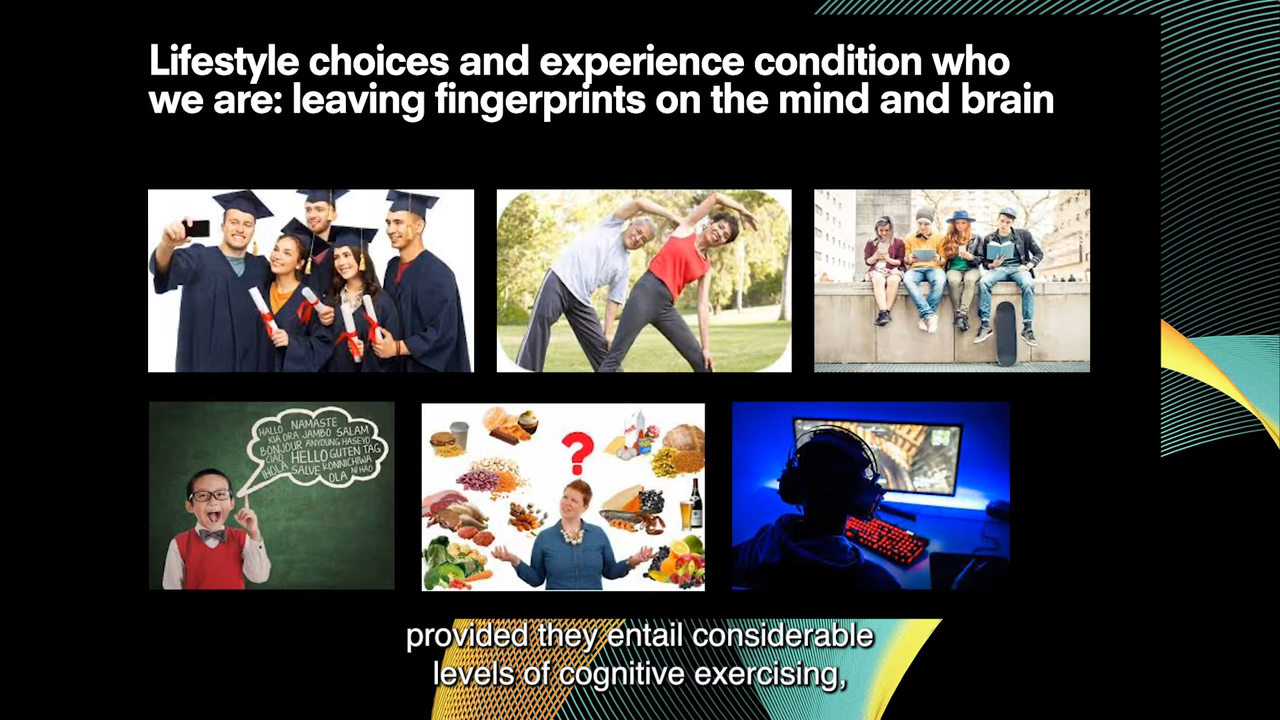 Lifestyle choices and experience condition who
we are: leaving fingerprints on the mind and brain
NAMASTE
HALLO
KIA ORA JAMBO SALAM
BONJOUR ANYOUNG HASEYO
CIAO HELLO GUTEN TAG
HOLA SALVE KONNICHIWA
OLA NI HAO
?
provided they entail considerable
levels of cognitive exercising,